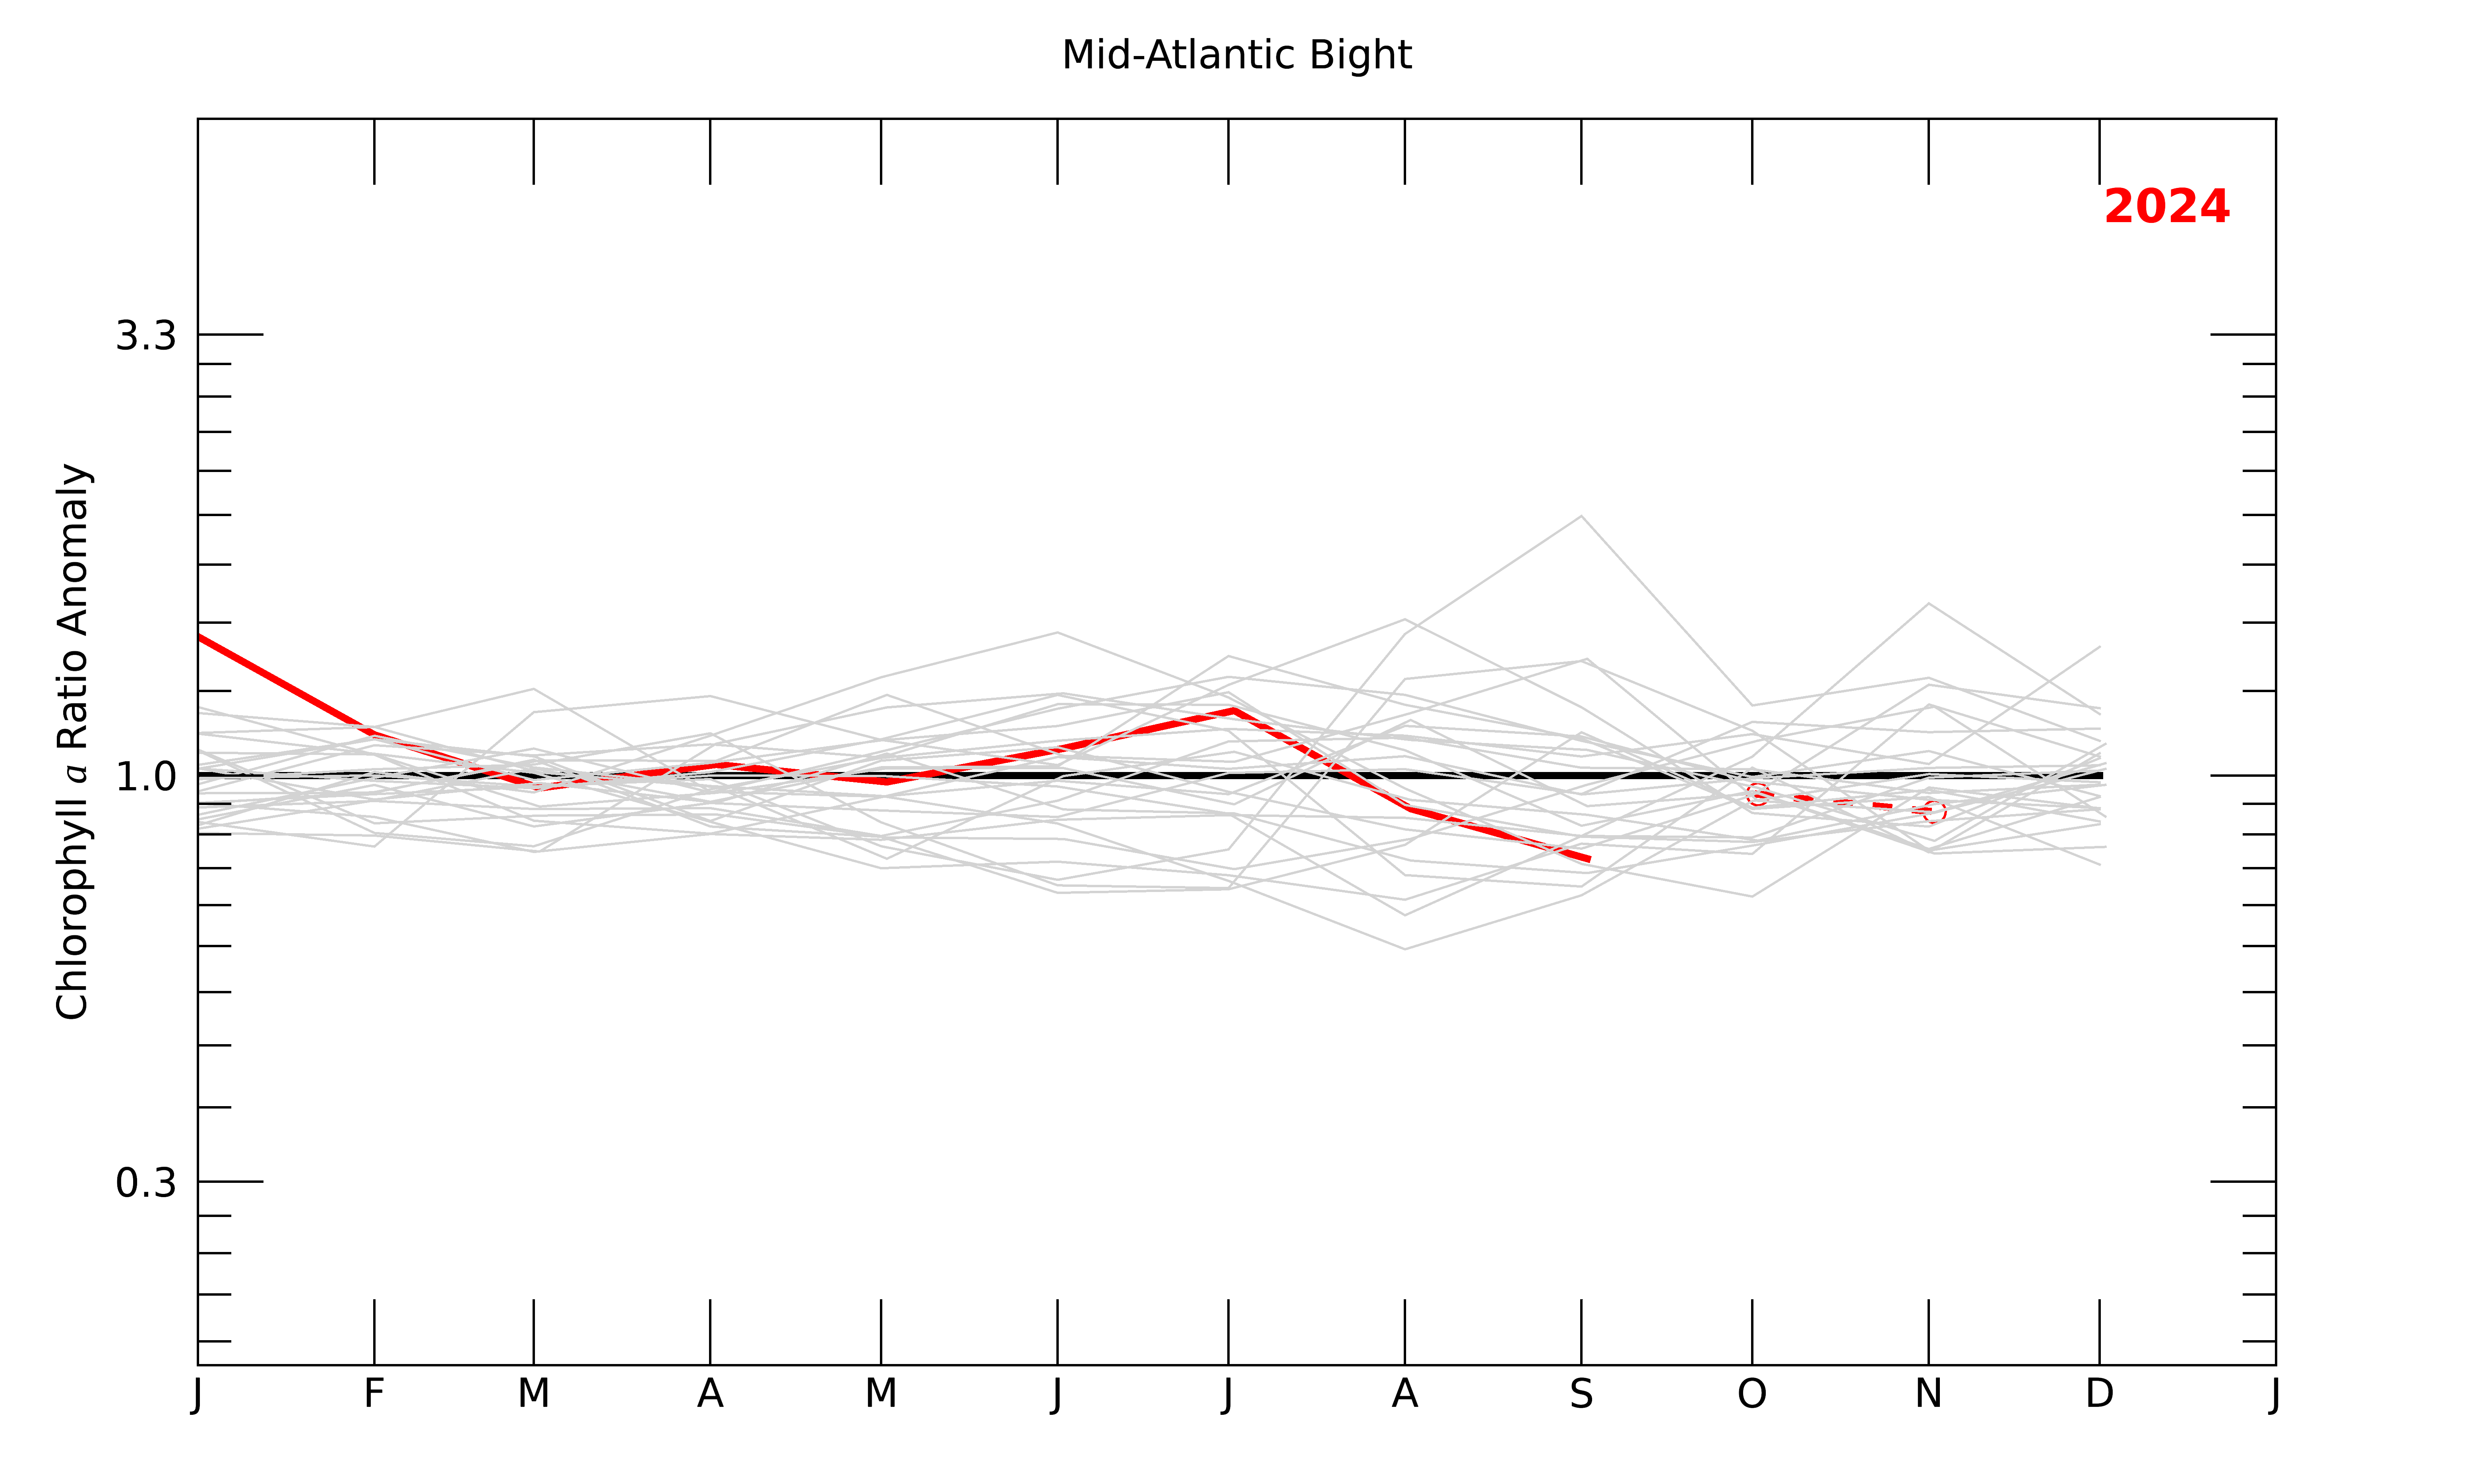 Mid-Atlantic Bight
2024
3.3
1.0
0.3
Chlorophyll a Ratio Anomaly
J F M A M J J A S O N D J